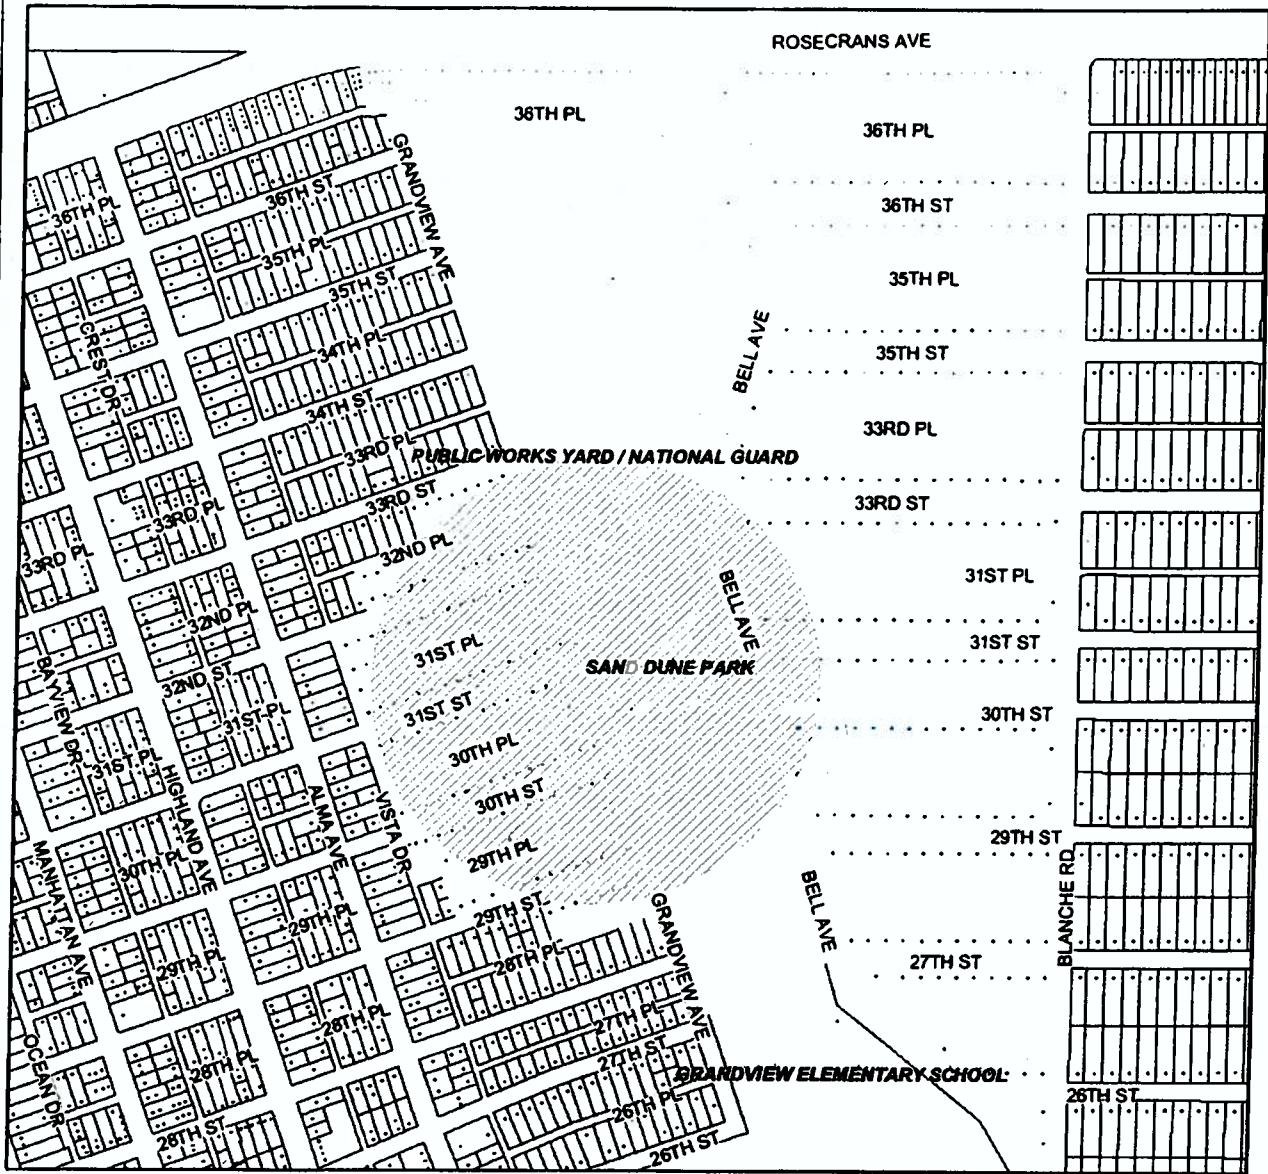 ROSECRANS AVE
36TH PL
36TH PL
GRANDVIEW AVE
36TH ST
36TH PL
36TH ST
35TH PL
35TH PL
35TH ST
CREST DR
34TH PL
BELL AVE
35TH ST
34TH ST
33RD PL
33RD PL
PUBLIC WORKS YARD / NATIONAL GUARD
33RD ST
33RD ST
33RD PL
32ND PL
33RD PL
31ST PL
BELL AVE
32ND PL
31ST PL
31ST ST
SAND DUNE PARK
BAYVIEW DR
32ND ST
31ST ST
31ST PL
30TH ST
30TH PL
31ST PL
HIGHLAND AVE
ALMA AVE
VISTA DR
30TH ST
29TH ST
MANHATTAN AVE
30TH PL
29TH PL
BLANCHE RD
BELL AVE
29TH ST
29TH PL
GRANDVIEW AVE
28TH PL
29TH PL
27TH ST
28TH PL
27TH PL
OCEAN DR
28TH PL
27TH ST
GRANDVIEW ELEMENTARY SCHOOL
26TH ST
26TH PL
28TH ST
26TH ST